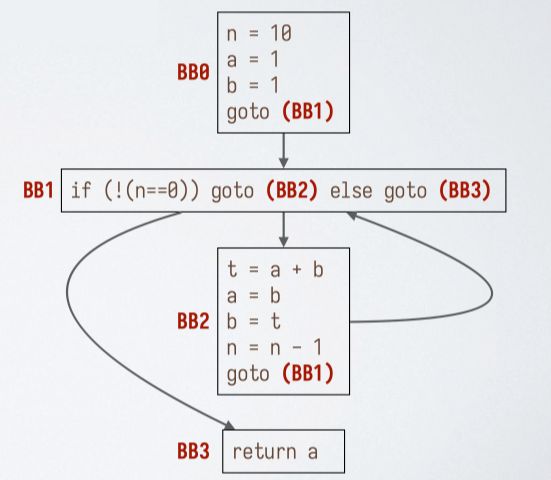 BB0
n = 10
a = 1
b = 1
goto (BB1)
BB1
if (!(n==0)) goto (BB2) else goto (BB3)
BB2
t = a + b
a = b
b = t
n = n - 1
goto (BB1)
BB3
return a